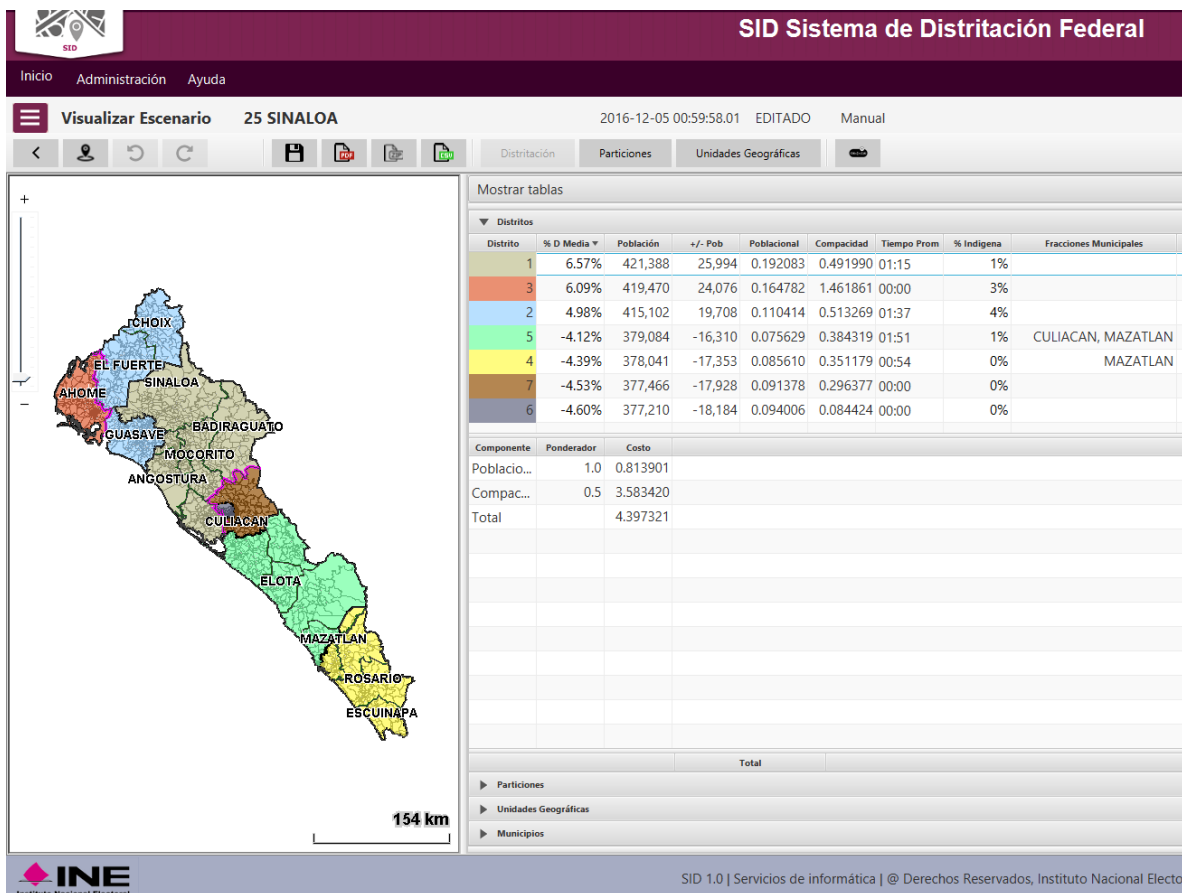 SID
SID Sistema de Distritación Federal
Inicio Administración Ayuda
Visualizar Escenario 25 SINALOA 2016-12-05 00:59:58.01 EDITADO Manual
PDF CSV Distritación Particiones Unidades Geográficas
Mostrar tablas
Distritos
Distrito % D Media ▼ Población +/- Pob Poblacional Compacidad Tiempo Prom % Indigena Fracciones Municipales
1 6.57% 421,388 25,994 0.192083 0.491990 01:15 1%
3 6.09% 419,470 24,076 0.164782 1.461861 00:00 3%
2 4.98% 415,102 19,708 0.110414 0.513269 01:37 4%
5 -4.12% 379,084 -16,310 0.075629 0.384319 01:51 1% CULIACAN, MAZATLAN
4 -4.39% 378,041 -17,353 0.085610 0.351179 00:54 0% MAZATLAN
7 -4.53% 377,466 -17,928 0.091378 0.296377 00:00 0%
6 -4.60% 377,210 -18,184 0.094006 0.084424 00:00 0%
Componente Ponderador Costo
Poblacio... 1.0 0.813901
Compac... 0.5 3.583420
Total 4.397321
Total
Particiones
Unidades Geográficas
Municipios
+
−
CHOIX
EL FUERTE
SINALOA
AHOME
BADIRAGUATO
GUASAVE
MOCORITO
ANGOSTURA
CULIACAN
ELOTA
MAZATLAN
ROSARIO
ESCUINAPA
154 km
INE
Instituto Nacional Electoral
SID 1.0 | Servicios de informática | @ Derechos Reservados, Instituto Nacional Electo